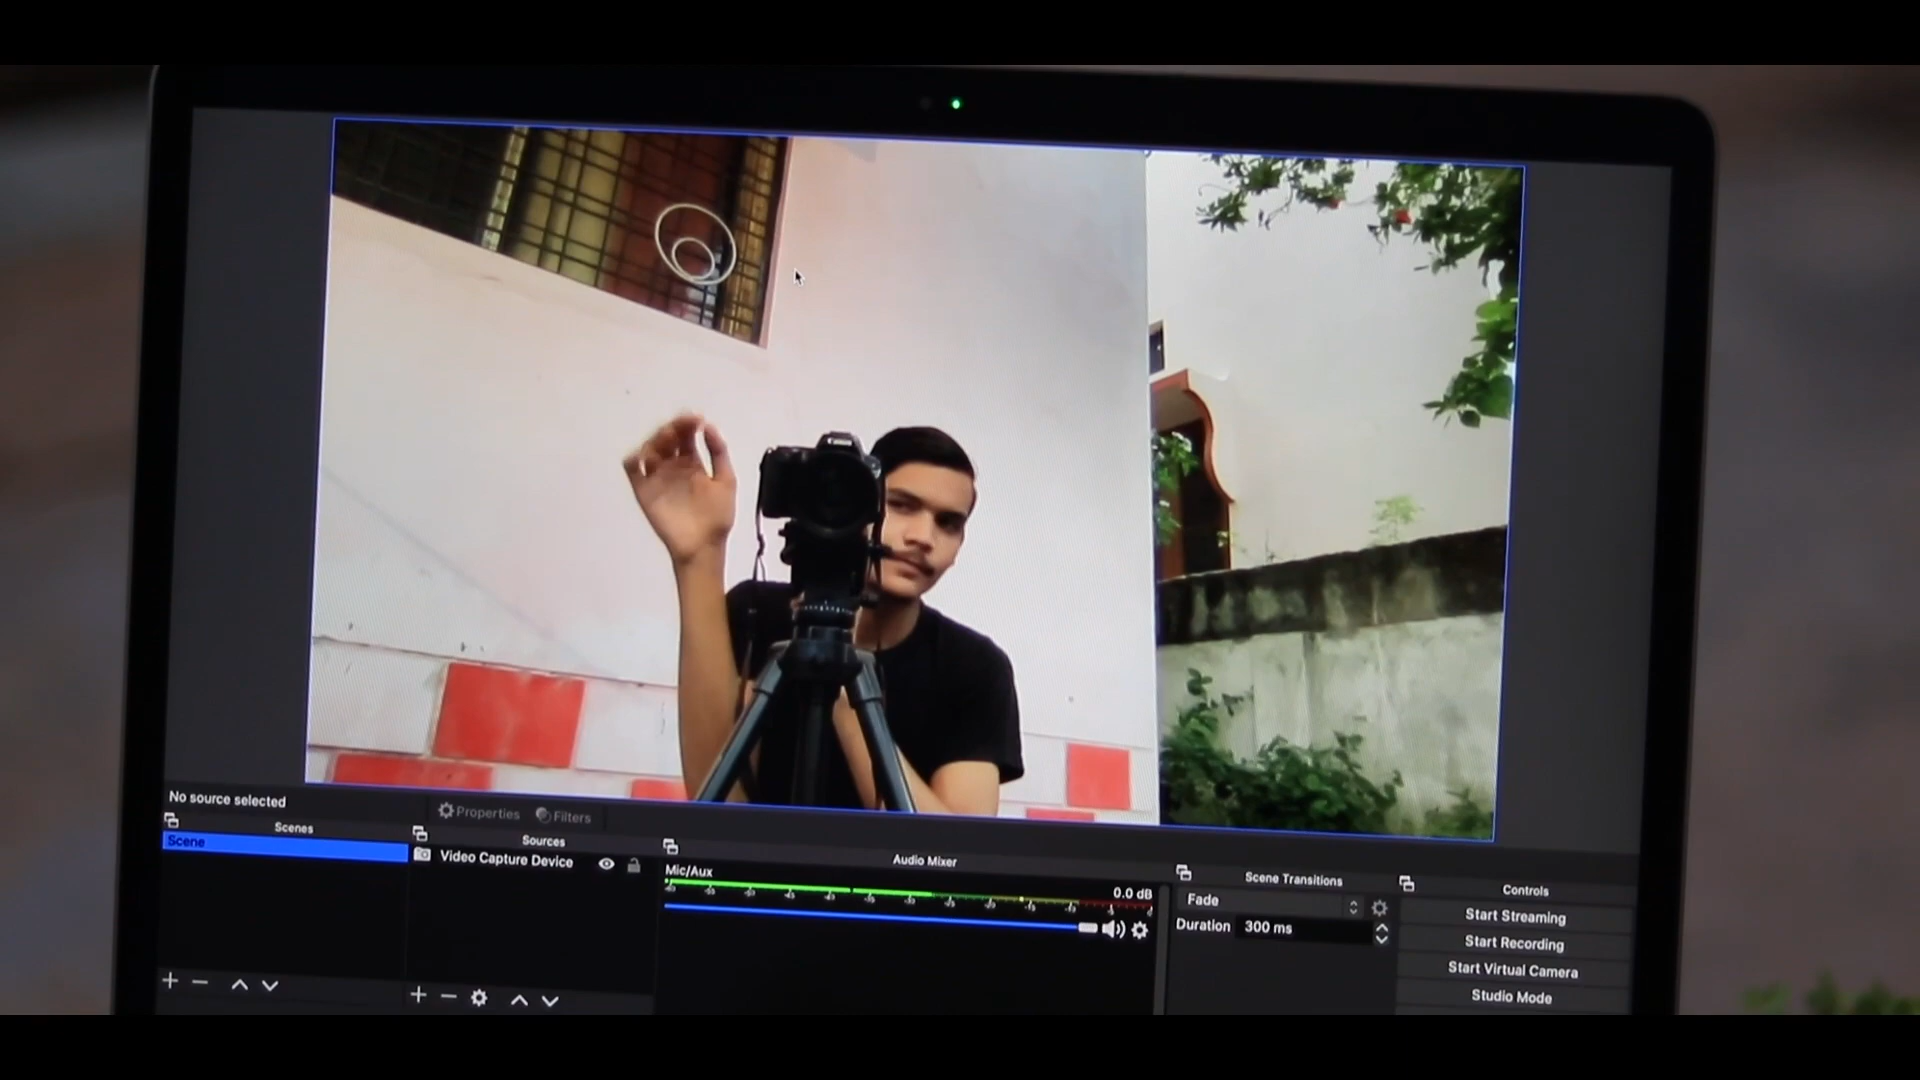 Canon
No source selected
Properties
Filters
Scenes
Scene
Sources
Video Capture Device
Audio Mixer
Mic/Aux
0.0 dB
Scene Transitions
Fade
Duration 300 ms
Controls
Start Streaming
Start Recording
Start Virtual Camera
Studio Mode